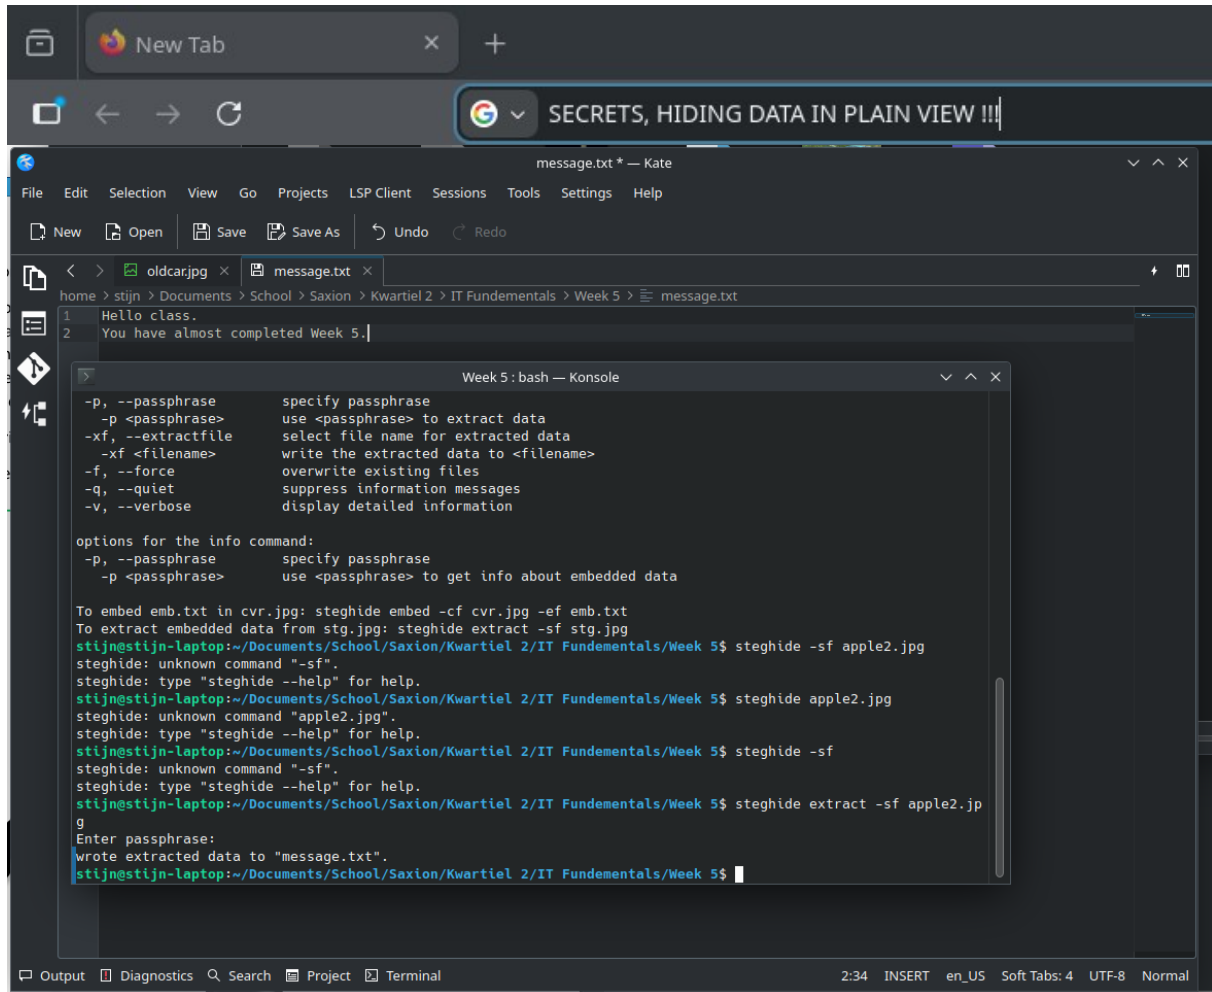 New Tab
SECRETS, HIDING DATA IN PLAIN VIEW !!!
message.txt * — Kate
File Edit Selection View Go Projects LSP Client Sessions Tools Settings Help
New Open Save Save As Undo Redo
oldcar.jpg message.txt
home > stijn > Documents > School > Saxion > Kwartiel 2 > IT Fundementals > Week 5 > message.txt
1 Hello class.
2 You have almost completed Week 5.
Week 5 : bash — Konsole
-p, --passphrase specify passphrase
-p <passphrase> use <passphrase> to extract data
-xf, --extractfile select file name for extracted data
-xf <filename> write the extracted data to <filename>
-f, --force overwrite existing files
-q, --quiet suppress information messages
-v, --verbose display detailed information
options for the info command:
-p, --passphrase specify passphrase
-p <passphrase> use <passphrase> to get info about embedded data
To embed emb.txt in cvr.jpg: steghide embed -cf cvr.jpg -ef emb.txt
To extract embedded data from stg.jpg: steghide extract -sf stg.jpg
stijn@stijn-laptop:~/Documents/School/Saxion/Kwartiel 2/IT Fundementals/Week 5$ steghide -sf apple2.jpg
steghide: unknown command "-sf".
steghide: type "steghide --help" for help.
stijn@stijn-laptop:~/Documents/School/Saxion/Kwartiel 2/IT Fundementals/Week 5$ steghide apple2.jpg
steghide: unknown command "apple2.jpg".
steghide: type "steghide --help" for help.
stijn@stijn-laptop:~/Documents/School/Saxion/Kwartiel 2/IT Fundementals/Week 5$ steghide -sf
steghide: unknown command "-sf".
steghide: type "steghide --help" for help.
stijn@stijn-laptop:~/Documents/School/Saxion/Kwartiel 2/IT Fundementals/Week 5$ steghide extract -sf apple2.jp
g
Enter passphrase:
wrote extracted data to "message.txt".
stijn@stijn-laptop:~/Documents/School/Saxion/Kwartiel 2/IT Fundementals/Week 5$
Output Diagnostics Search Project Terminal 2:34 INSERT en_US Soft Tabs: 4 UTF-8 Normal